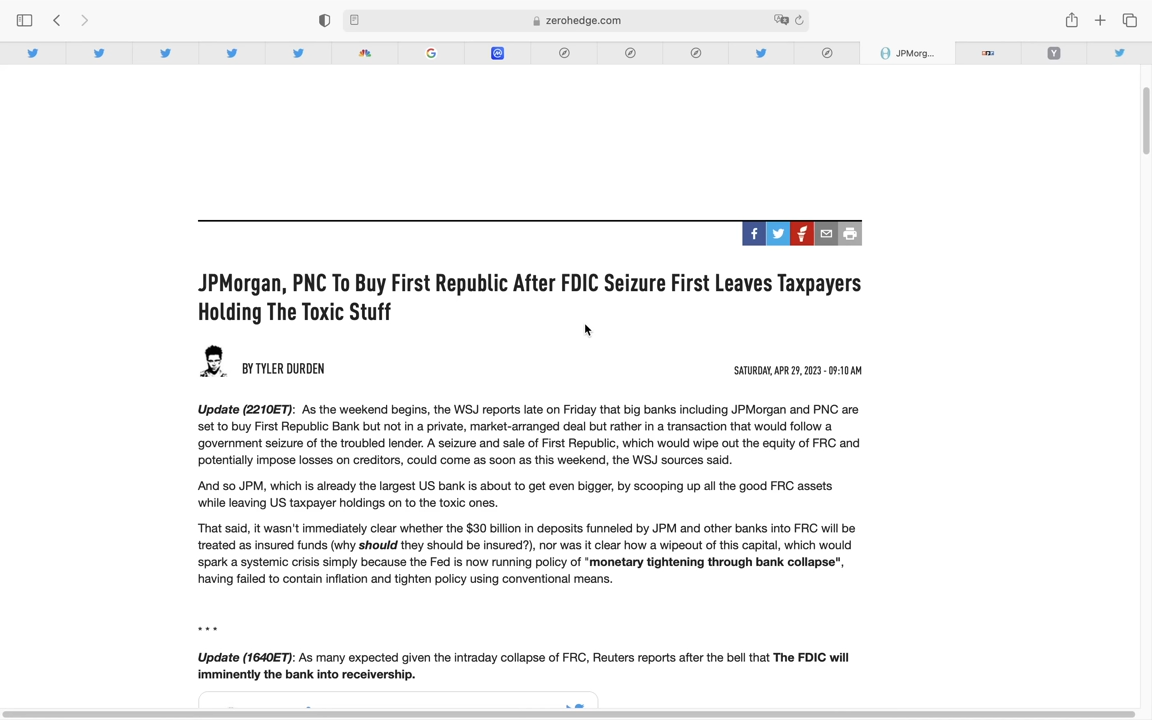 zerohedge.com
JPMorg...
JPMorgan, PNC To Buy First Republic After FDIC Seizure First Leaves Taxpayers
Holding The Toxic Stuff
BY TYLER DURDEN
SATURDAY, APR 29, 2023 - 09:10 AM
Update (2210ET): As the weekend begins, the WSJ reports late on Friday that big banks including JPMorgan and PNC are
set to buy First Republic Bank but not in a private, market-arranged deal but rather in a transaction that would follow a
government seizure of the troubled lender. A seizure and sale of First Republic, which would wipe out the equity of FRC and
potentially impose losses on creditors, could come as soon as this weekend, the WSJ sources said.
And so JPM, which is already the largest US bank is about to get even bigger, by scooping up all the good FRC assets
while leaving US taxpayer holdings on to the toxic ones.
That said, it wasn't immediately clear whether the $30 billion in deposits funneled by JPM and other banks into FRC will be
treated as insured funds (why should they should be insured?), nor was it clear how a wipeout of this capital, which would
spark a systemic crisis simply because the Fed is now running policy of "monetary tightening through bank collapse",
having failed to contain inflation and tighten policy using conventional means.
* * *
Update (1640ET): As many expected given the intraday collapse of FRC, Reuters reports after the bell that The FDIC will
imminently the bank into receivership.